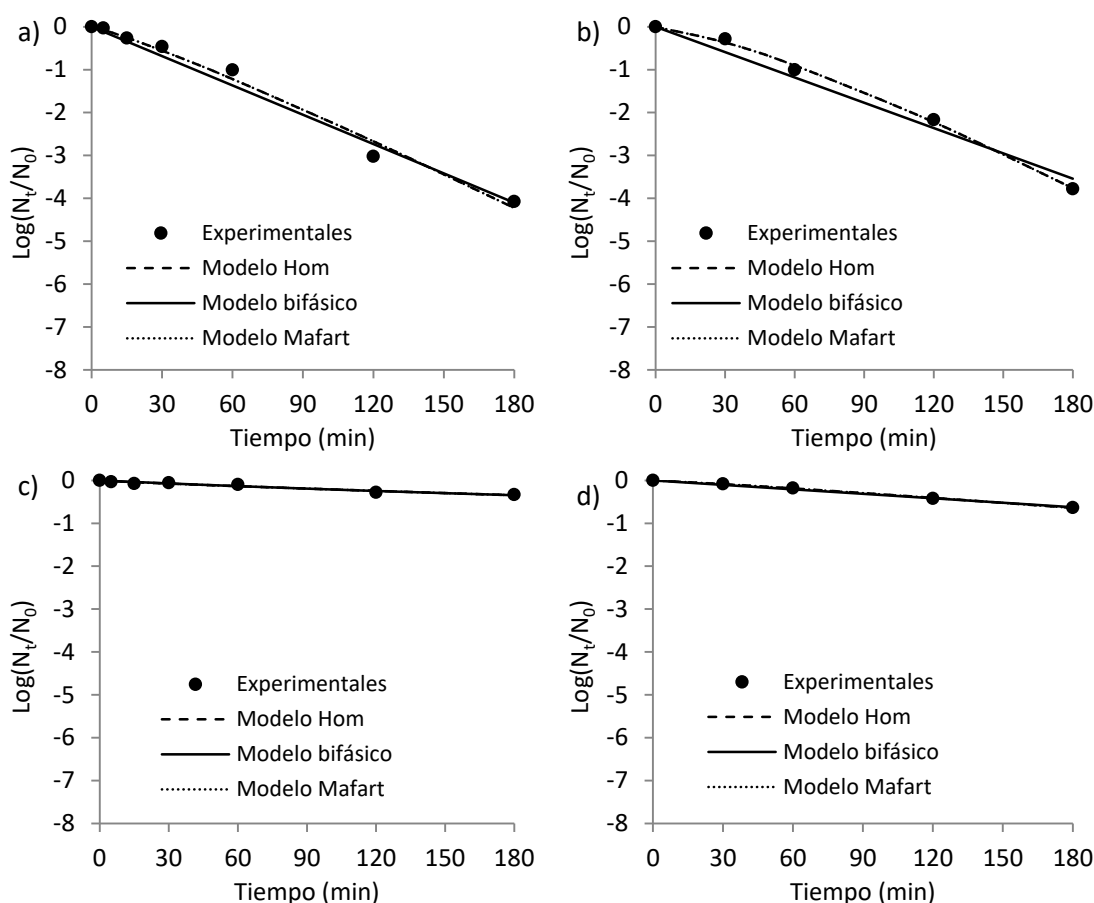 a)
Log(Nt/N0)
0
-1
-2
-3
-4
-5
-6
-7
-8
Experimentales
Modelo Hom
Modelo bifásico
Modelo Mafart
0 30 60 90 120 150 180
Tiempo (min)
b)
Log(Nt/N0)
0
-1
-2
-3
-4
-5
-6
-7
-8
Experimentales
Modelo Hom
Modelo bifásico
Modelo Mafart
0 30 60 90 120 150 180
Tiempo (min)
c)
Log(Nt/N0)
0
-1
-2
-3
-4
-5
-6
-7
-8
Experimentales
Modelo Hom
Modelo bifásico
Modelo Mafart
0 30 60 90 120 150 180
Tiempo (min)
d)
Log(Nt/N0)
0
-1
-2
-3
-4
-5
-6
-7
-8
Experimentales
Modelo Hom
Modelo bifásico
Modelo Mafart
0 30 60 90 120 150 180
Tiempo (min)